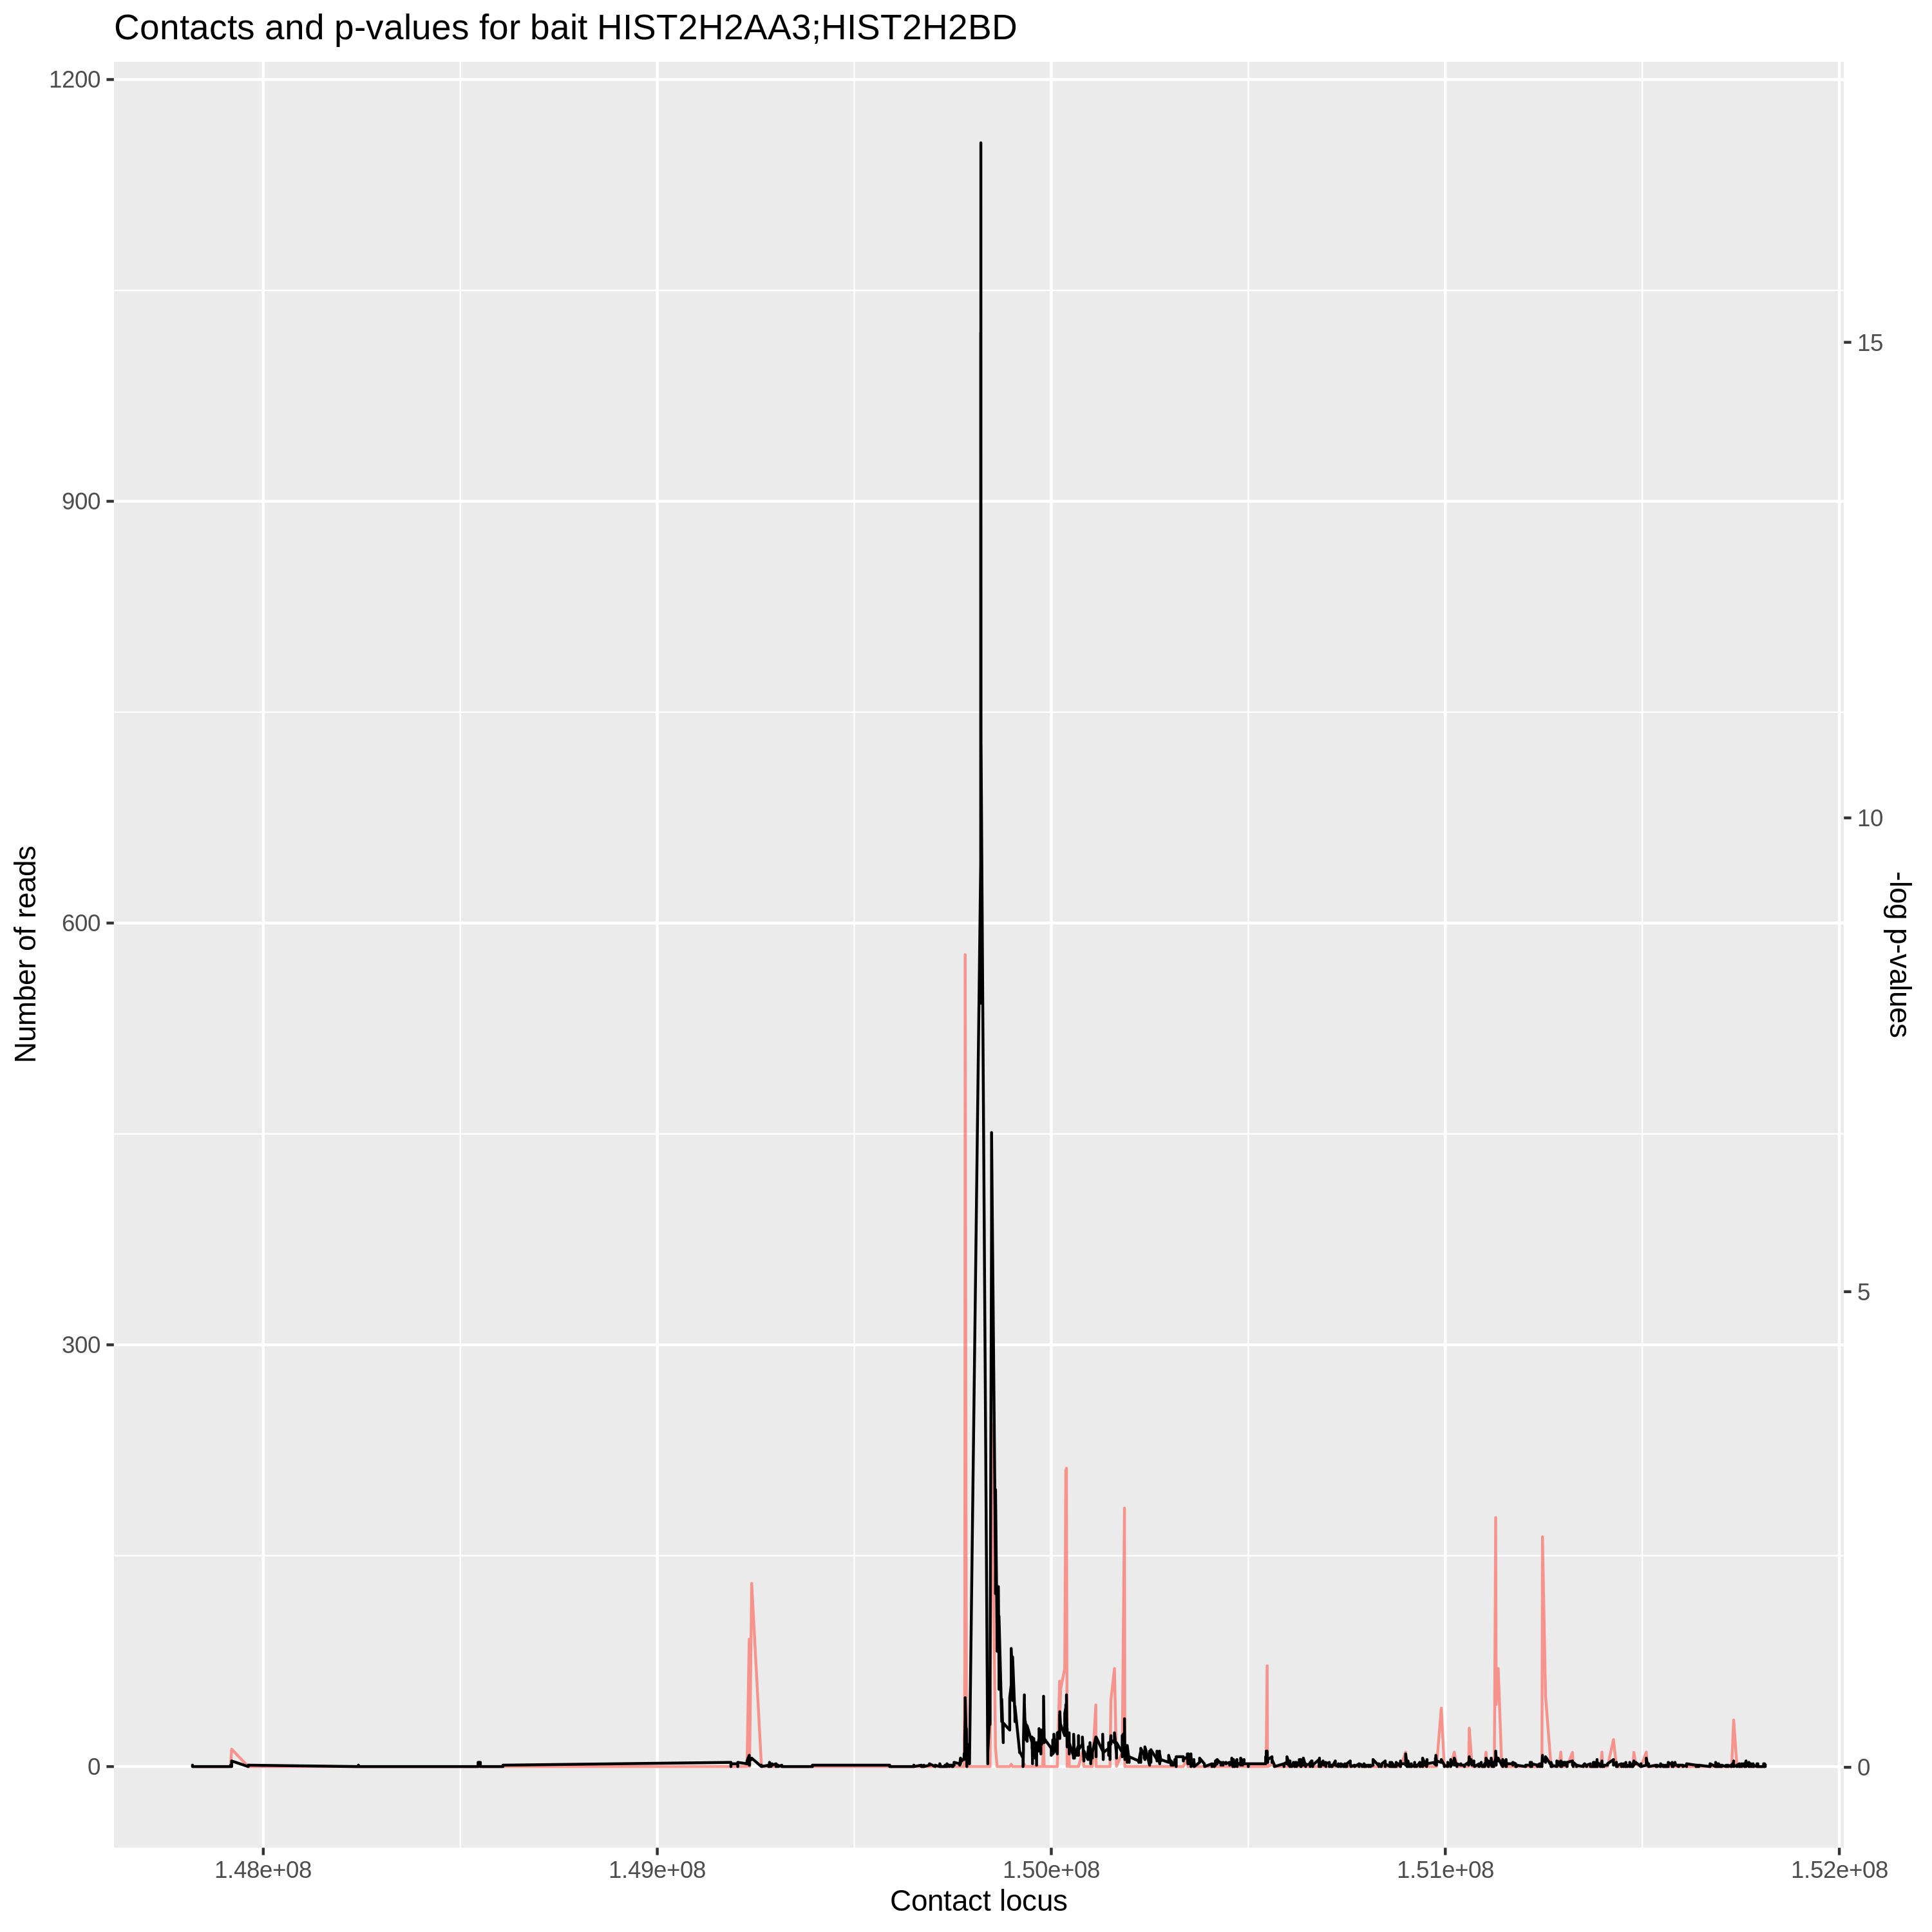 Contacts and p-values for bait HIST2H2AA3;HIST2H2BD
1200
900
600
300
0
Number of reads
15
10
5
0
-log p-values
1.48e+08
1.49e+08
1.50e+08
1.51e+08
1.52e+08
Contact locus